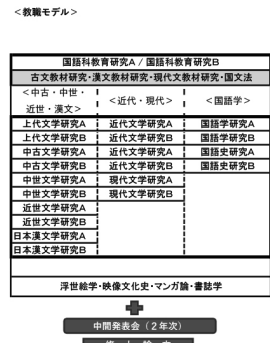 ＜教職モデル＞
国語科教育研究A / 国語科教育研究B
古文教材研究・漢文教材研究・現代文教材研究・国文法
＜中古・中世・
近世・漢文＞
＜近代・現代＞
＜国語学＞
上代文学研究A 近代文学研究A 国語学研究A
上代文学研究B 近代文学研究B 国語学研究B
中古文学研究A 近代文学研究A 国語史研究A
中古文学研究B 近代文学研究B 国語史研究B
中世文学研究A 現代文学研究A
中世文学研究B 現代文学研究B
近世文学研究A
近世文学研究B
日本漢文学研究A
日本漢文学研究B
浮世絵学・映像文化史・マンガ論・書誌学
中間発表会（２年次）